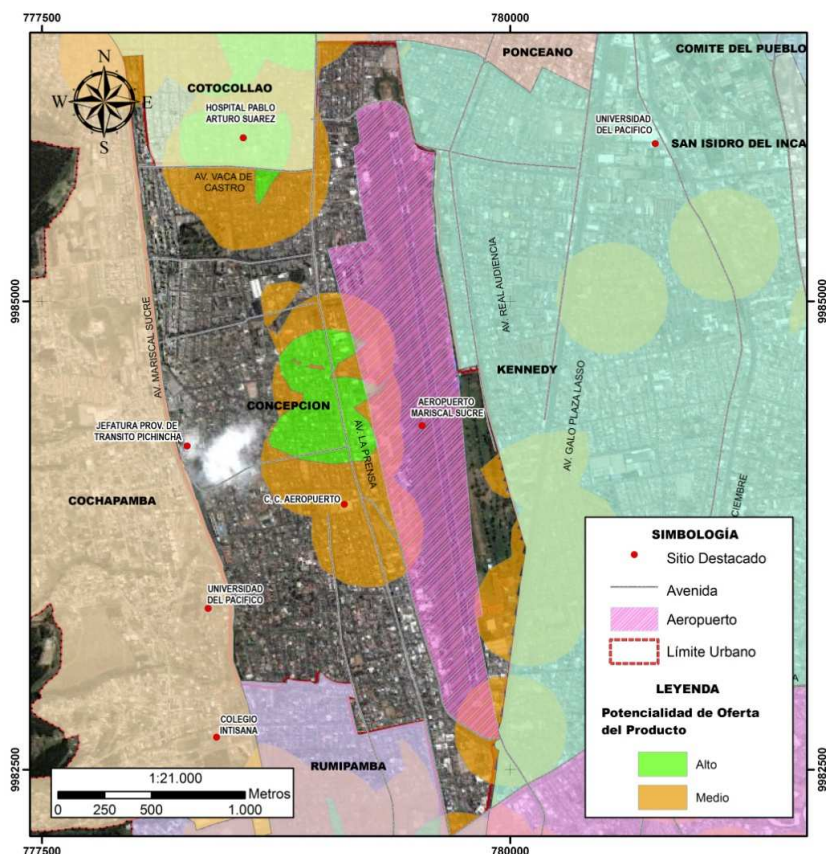 777500
780000
N
W
E
S
PONCEANO
COMITE DEL PUEBLO
COTOCOLLAO
HOSPITAL PABLO
ARTURO SUAREZ
UNIVERSIDAD
DEL PACIFICO
SAN ISIDRO DEL INCA
AV. VACA DE
CASTRO
9985000
9985000
AV. REAL AUDIENCIA
AV. MARISCAL SUCRE
KENNEDY
CONCEPCION
AEROPUERTO
MARISCAL SUCRE
JEFATURA PROV. DE
TRANSITO PICHINCHA
AV. LA PRENSA
AV. GALO PLAZA LASSO
COCHAPAMBA
C. C. AEROPUERTO
CIEMBRE
UNIVERSIDAD
DEL PACIFICO
COLEGIO
INTISANA
RUMIPAMBA
SIMBOLOGÍA
Sitio Destacado
Avenida
Aeropuerto
Límite Urbano
LEYENDA
Potencialidad de Oferta
del Producto
Alto
Medio
A
9982500
9982500
1:21.000
Metros
0 250 500 1.000
777500
780000